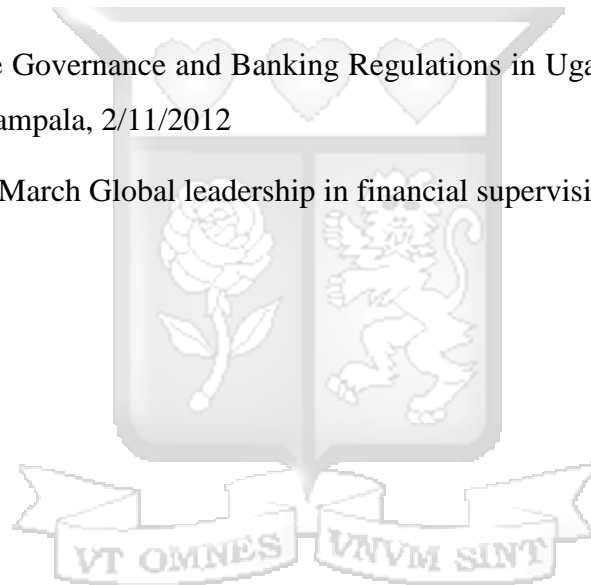 e Governance and Banking Regulations in Uga
ampala, 2/11/2012
March Global leadership in financial supervisi
VT OMNES VNVM SINT